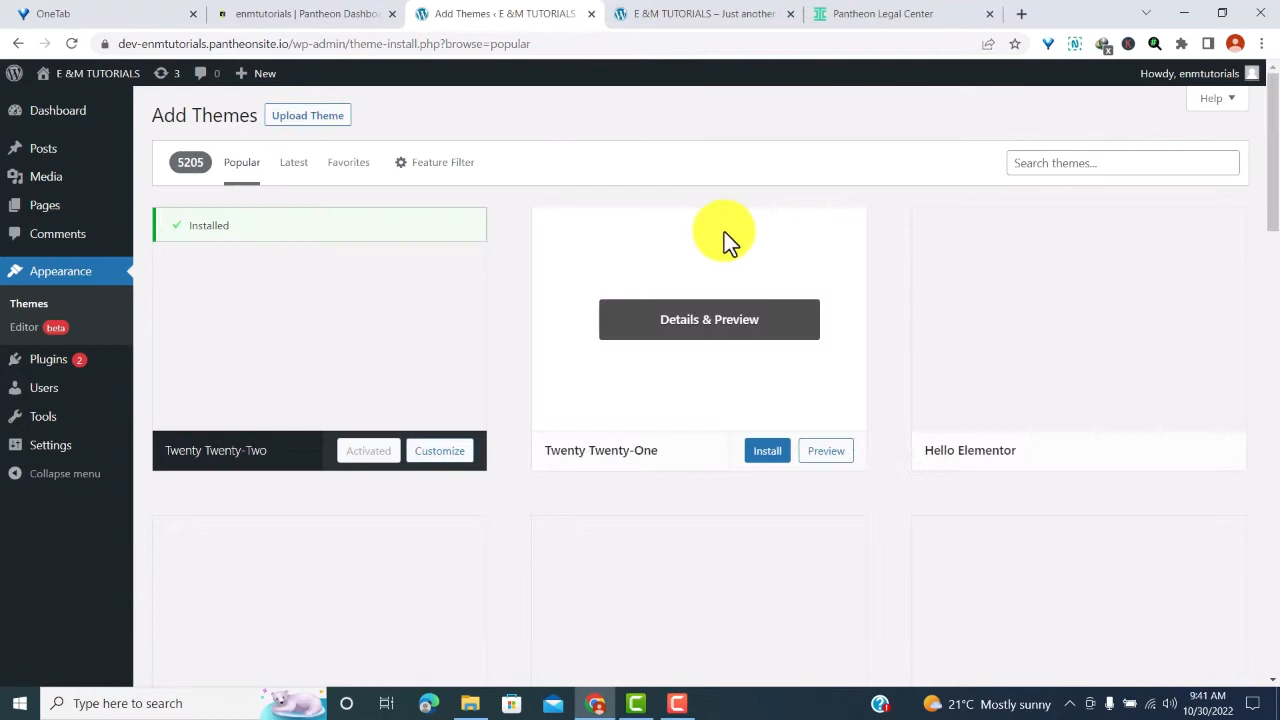 OneTab
(E &M TUTORIALS) PanTheon Dashbo
Add Themes ‹ E &M TUTORIALS
E &M TUTORIALS – Just another
Pantheon Legal Center
dev-enmtutorials.pantheonsite.io/wp-admin/theme-install.php?browse=popular
E &M TUTORIALS
3
0
New
Howdy, enmtutorials
Dashboard
Posts
Media
Pages
Comments
Appearance
Themes
Editor beta
Plugins 2
Users
Tools
Settings
Collapse menu
Add Themes
Upload Theme
Help
5205
Popular
Latest
Favorites
Feature Filter
Search themes...
Installed
Details & Preview
Twenty Twenty-Two
Activated
Customize
Twenty Twenty-One
Install
Preview
Hello Elementor
Type here to search
21°C Mostly sunny
9:41 AM
10/30/2022